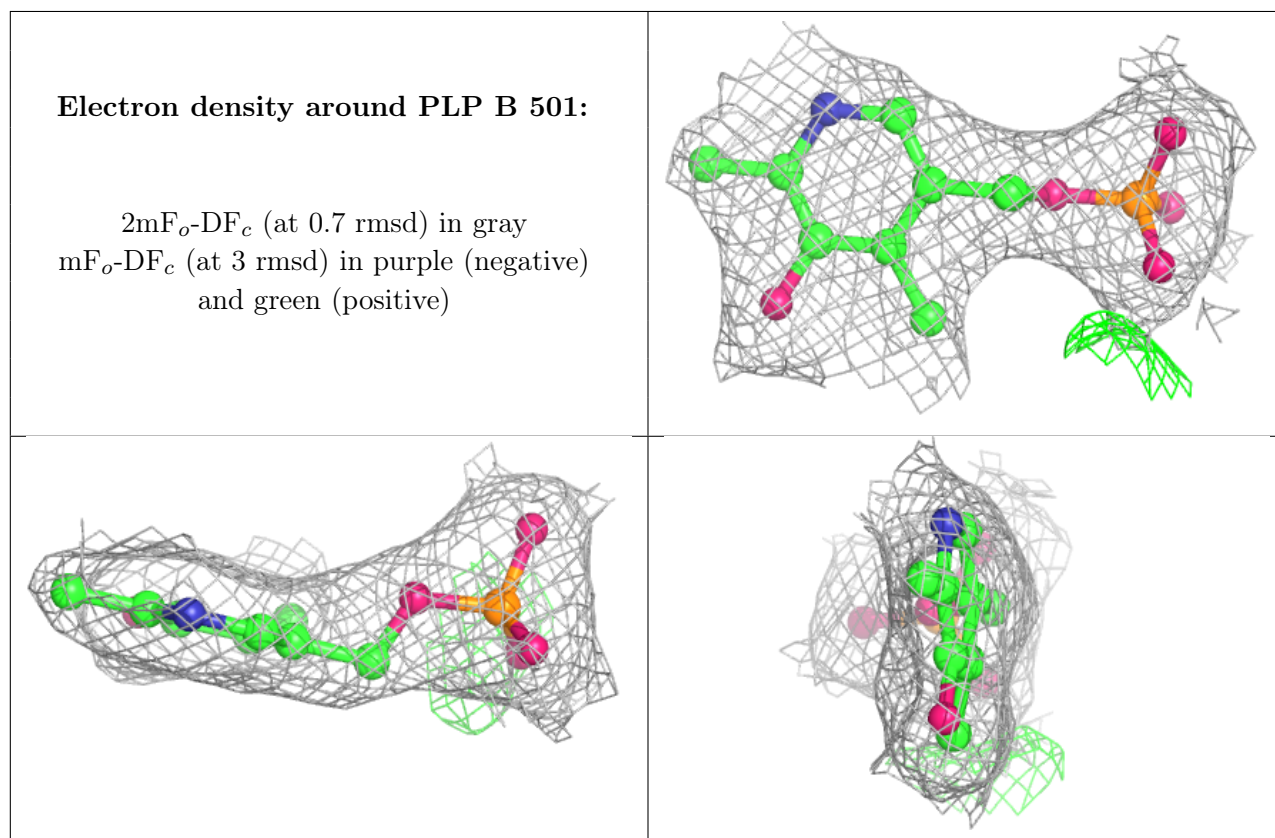 Electron density around PLP B 501:
2mFo-DFc (at 0.7 rmsd) in gray
mFo-DFc (at 3 rmsd) in purple (negative)
and green (positive)